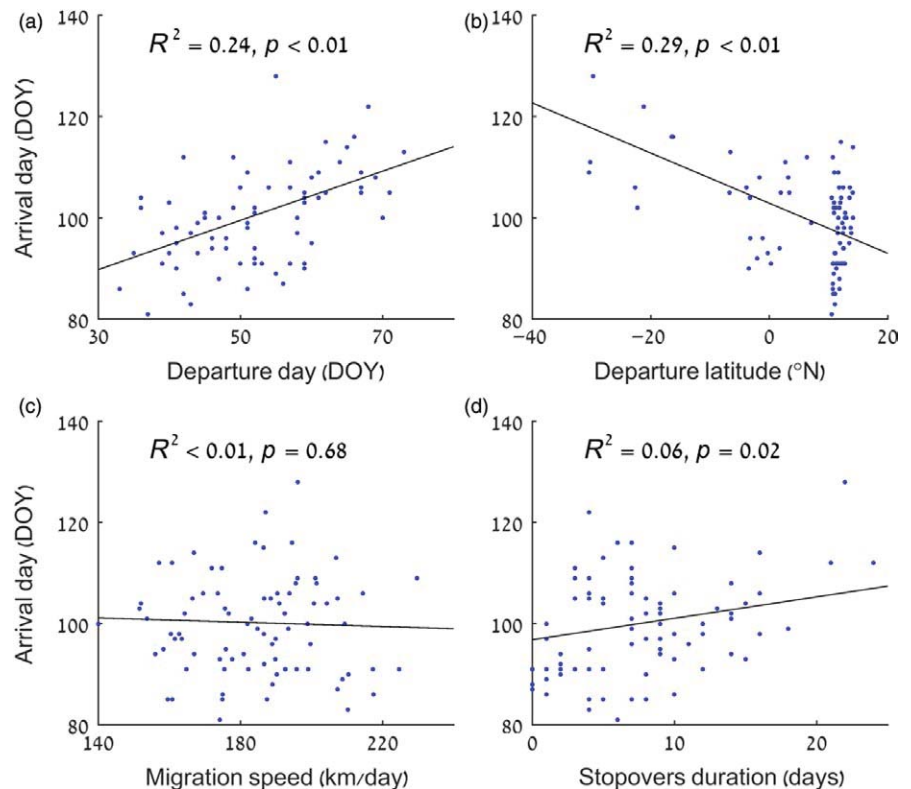 (a)
R² = 0.24, p < 0.01
140
120
100
80
30
50
70
Arrival day (DOY)
Departure day (DOY)
(b)
R² = 0.29, p < 0.01
140
120
100
80
−40
−20
0
20
Departure latitude (°N)
(c)
R² < 0.01, p = 0.68
140
120
100
80
140
180
220
Arrival day (DOY)
Migration speed (km/day)
(d)
R² = 0.06, p = 0.02
140
120
100
80
0
10
20
Stopovers duration (days)